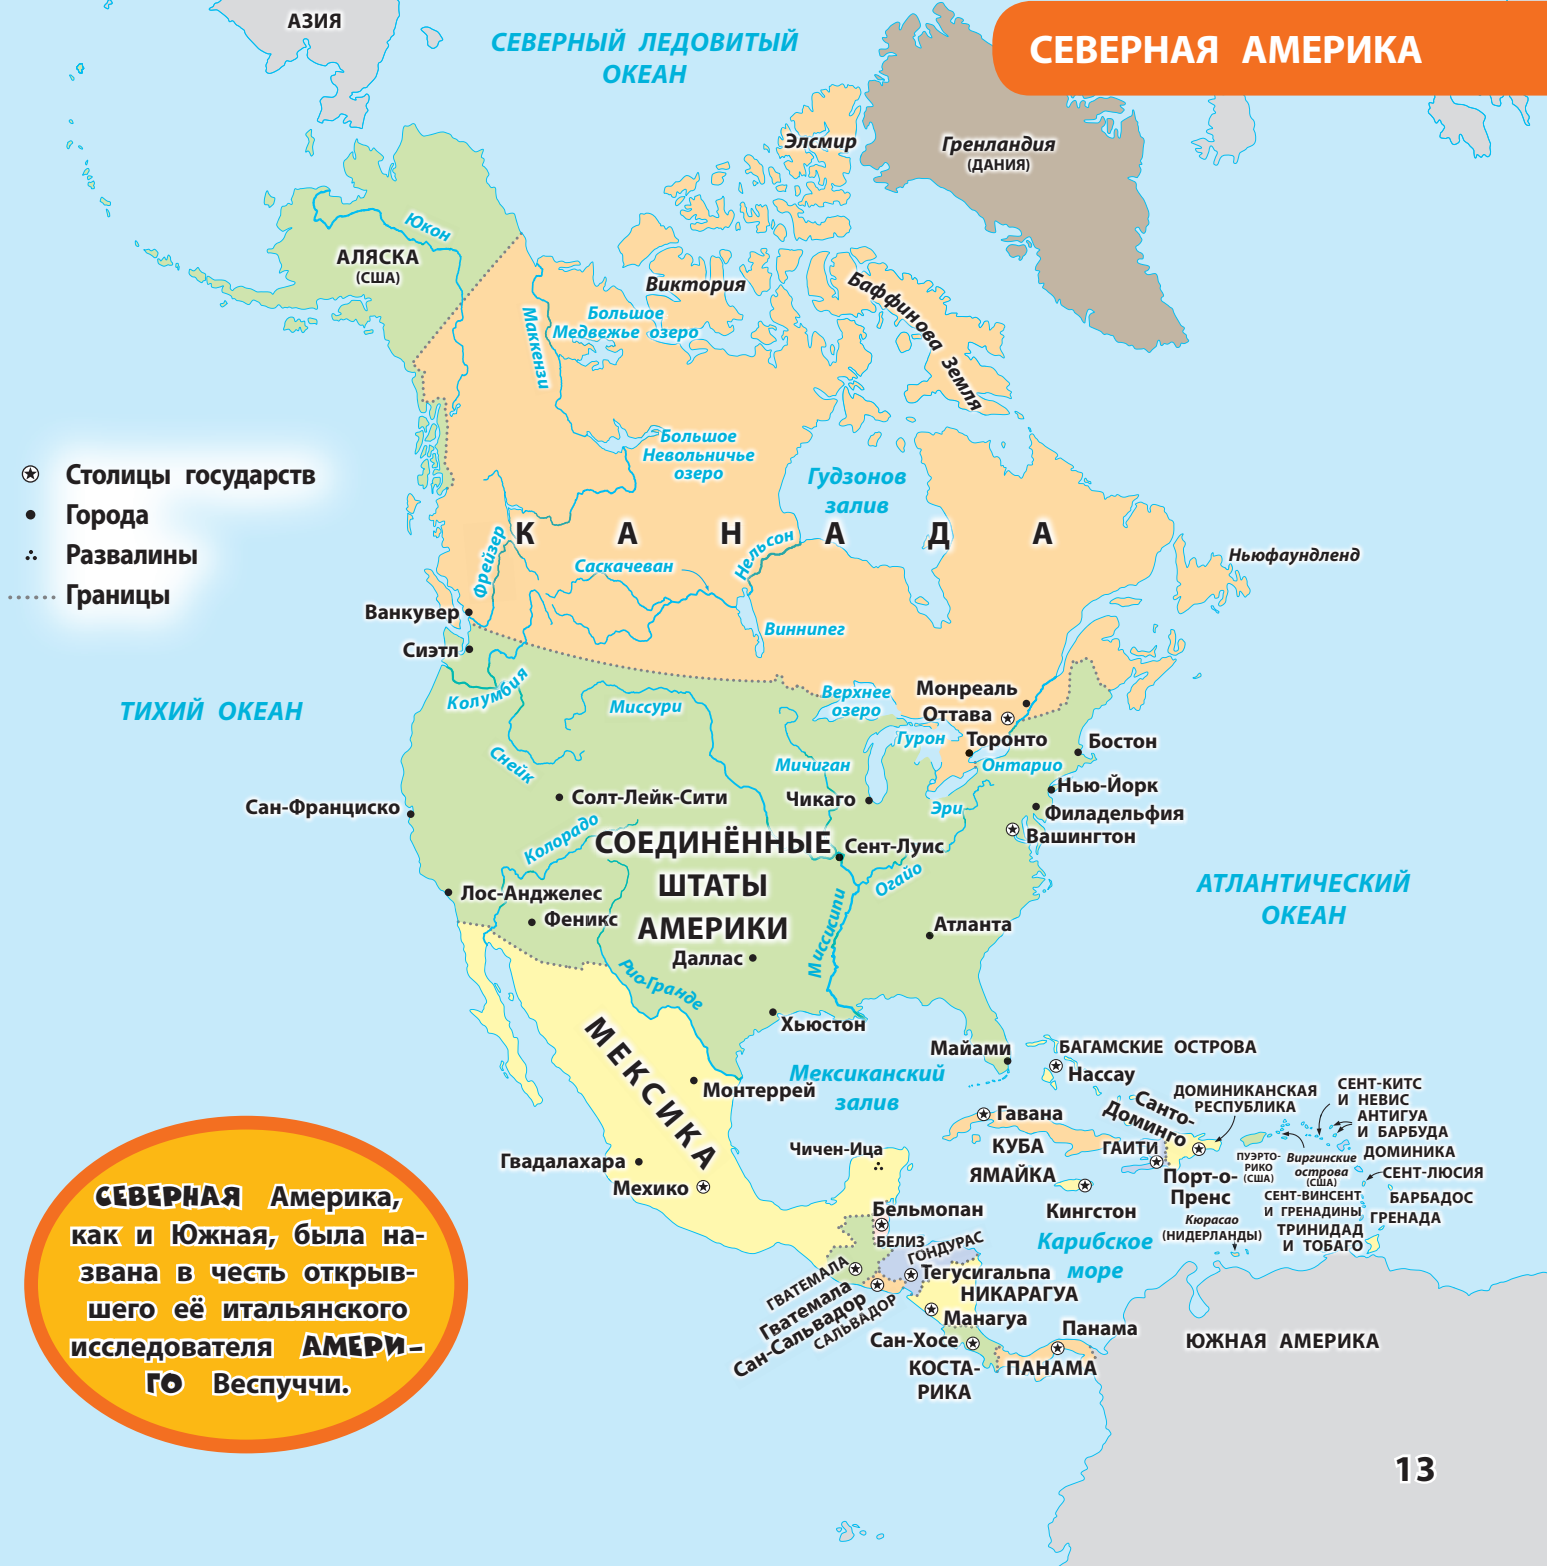 АЗИЯ
СЕВЕРНЫЙ ЛЕДОВИТЫЙ
ОКЕАН
СЕВЕРНАЯ АМЕРИКА
Элсмир
Гренландия
(ДАНИЯ)
Юкон
АЛЯСКА
(США)
Виктория
Баффинова Земля
Большое
Медвежье озеро
Маккензи
Большое
Невольничье
озеро
Гудзонов
залив
Столицы государств
Города
Развалины
Границы
КАНАДА
Фрейзер
Саскачеван
Нельсон
Ньюфаундленд
Ванкувер
Виннипег
Сиэтл
ТИХИЙ ОКЕАН
Колумбия
Миссури
Верхнее
озеро
Монреаль
Оттава
Гурон
Торонто
Бостон
Снейк
Мичиган
Онтарио
Нью-Йорк
Солт-Лейк-Сити
Чикаго
Эри
Сан-Франциско
Филадельфия
Вашингтон
Колорадо
СОЕДИНЁННЫЕ
ШТАТЫ
АМЕРИКИ
Сент-Луис
Огайо
Лос-Анджелес
Феникс
Миссисипи
Атланта
АТЛАНТИЧЕСКИЙ
ОКЕАН
Даллас
Рио-Гранде
Хьюстон
МЕКСИКА
Майами
БАГАМСКИЕ ОСТРОВА
Нассау
Монтеррей
Мексиканский
залив
Гавана
КУБА
Санто-
Доминго
ДОМИНИКАНСКАЯ
РЕСПУБЛИКА
СЕНТ-КИТС
И НЕВИС
АНТИГУА
И БАРБУДА
ДОМИНИКА
СЕНТ-ЛЮСИЯ
БАРБАДОС
ГРЕНАДА
Чичен-Ица
ГАИТИ
ЯМАЙКА
Порт-о-
Пренс
ПУЭРТО-
РИКО
(США)
Виргинские
острова
(США)
СЕНТ-ВИНСЕНТ
И ГРЕНАДИНЫ
ТРИНИДАД
И ТОБАГО
Гвадалахара
Мехико
Бельмопан
Кингстон
Кюрасао
(НИДЕРЛАНДЫ)
БЕЛИЗ
ГОНДУРАС
Карибское
море
ГВАТЕМАЛА
Гватемала
Тегусигальпа
НИКАРАГУА
Сан-Сальвадор
САЛЬВАДОР
Манагуа
Сан-Хосе
Панама
КОСТА-
РИКА
ПАНАМА
ЮЖНАЯ АМЕРИКА
СЕВЕРНАЯ Америка,
как и Южная, была на-
звана в честь открыв-
шего её итальянского
исследователя АМЕРИ-
ГО Веспуччи.
13